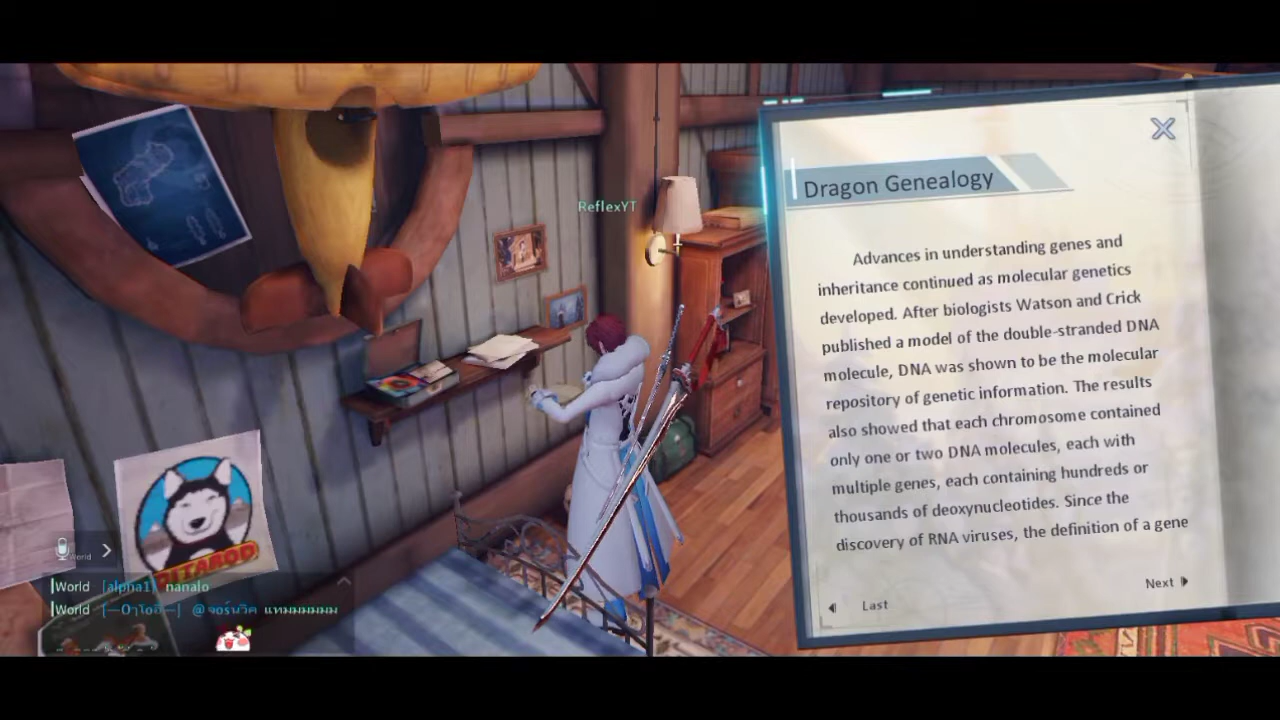 ReflexYT
Dragon Genealogy
Advances in understanding genes and
inheritance continued as molecular genetics
developed. After biologists Watson and Crick
published a model of the double-stranded DNA
molecule, DNA was shown to be the molecular
repository of genetic information. The results
also showed that each chromosome contained
only one or two DNA molecules, each with
multiple genes, each containing hundreds or
thousands of deoxynucleotides. Since the
discovery of RNA viruses, the definition of a gene
Next
Last
World
World [alpha1] nanalo
World @จอร์นวิค แทมมมมมม